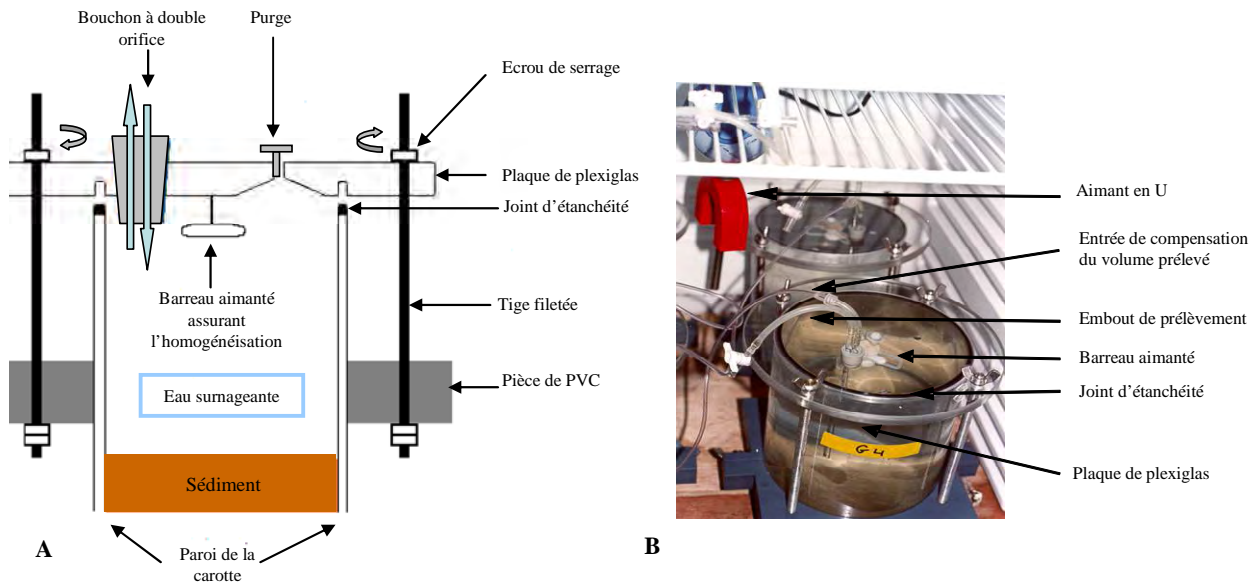 Bouchon à double
orifice
Purge
Ecrou de serrage
Plaque de plexiglas
Joint d'étanchéité
Barreau aimanté
assurant
l'homogénéisation
Tige filetée
Pièce de PVC
Eau surnageante
Sédiment
Paroi de la
carotte
A
Aimant en U
Entrée de compensation
du volume prélevé
Embout de prélèvement
Barreau aimanté
Joint d'étanchéité
Plaque de plexiglas
G4
B